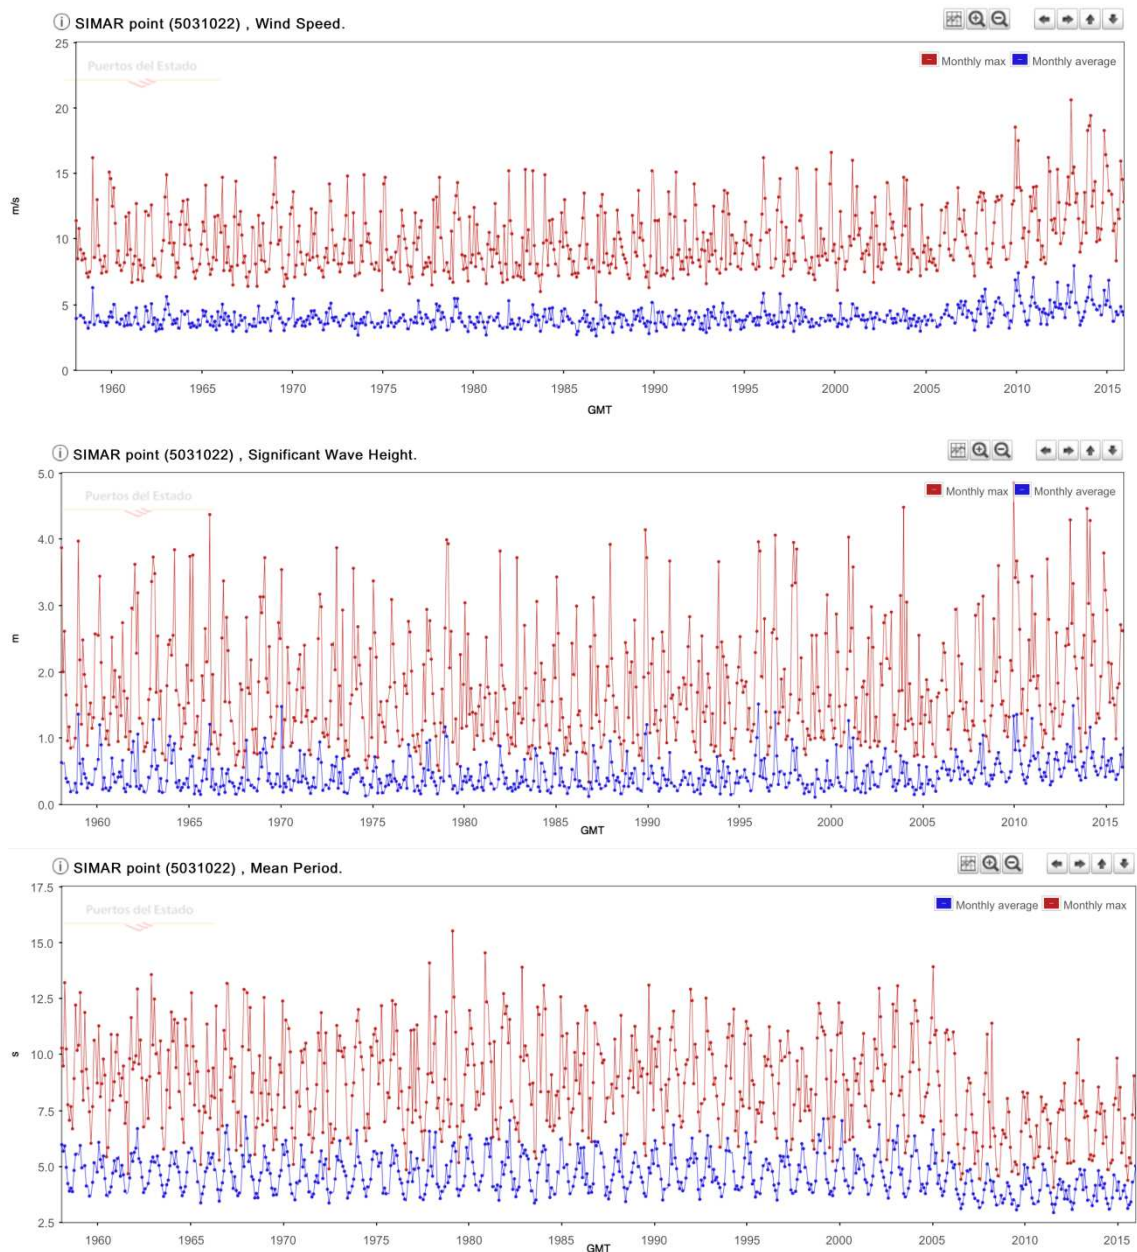 SIMAR point (5031022) , Wind Speed.
25
Puertos del Estado
Monthly max Monthly average
20
15
m/s
10
5
0
1960 1965 1970 1975 1980 1985 1990 1995 2000 2005 2010 2015
GMT
SIMAR point (5031022) , Significant Wave Height.
5.0
Puertos del Estado
Monthly max Monthly average
4.0
3.0
m
2.0
1.0
0.0
1960 1965 1970 1975 1980 1985 1990 1995 2000 2005 2010 2015
GMT
SIMAR point (5031022) , Mean Period.
17.5
Puertos del Estado
Monthly average Monthly max
15.0
12.5
s
10.0
7.5
5.0
2.5
1960 1965 1970 1975 1980 1985 1990 1995 2000 2005 2010 2015
GMT